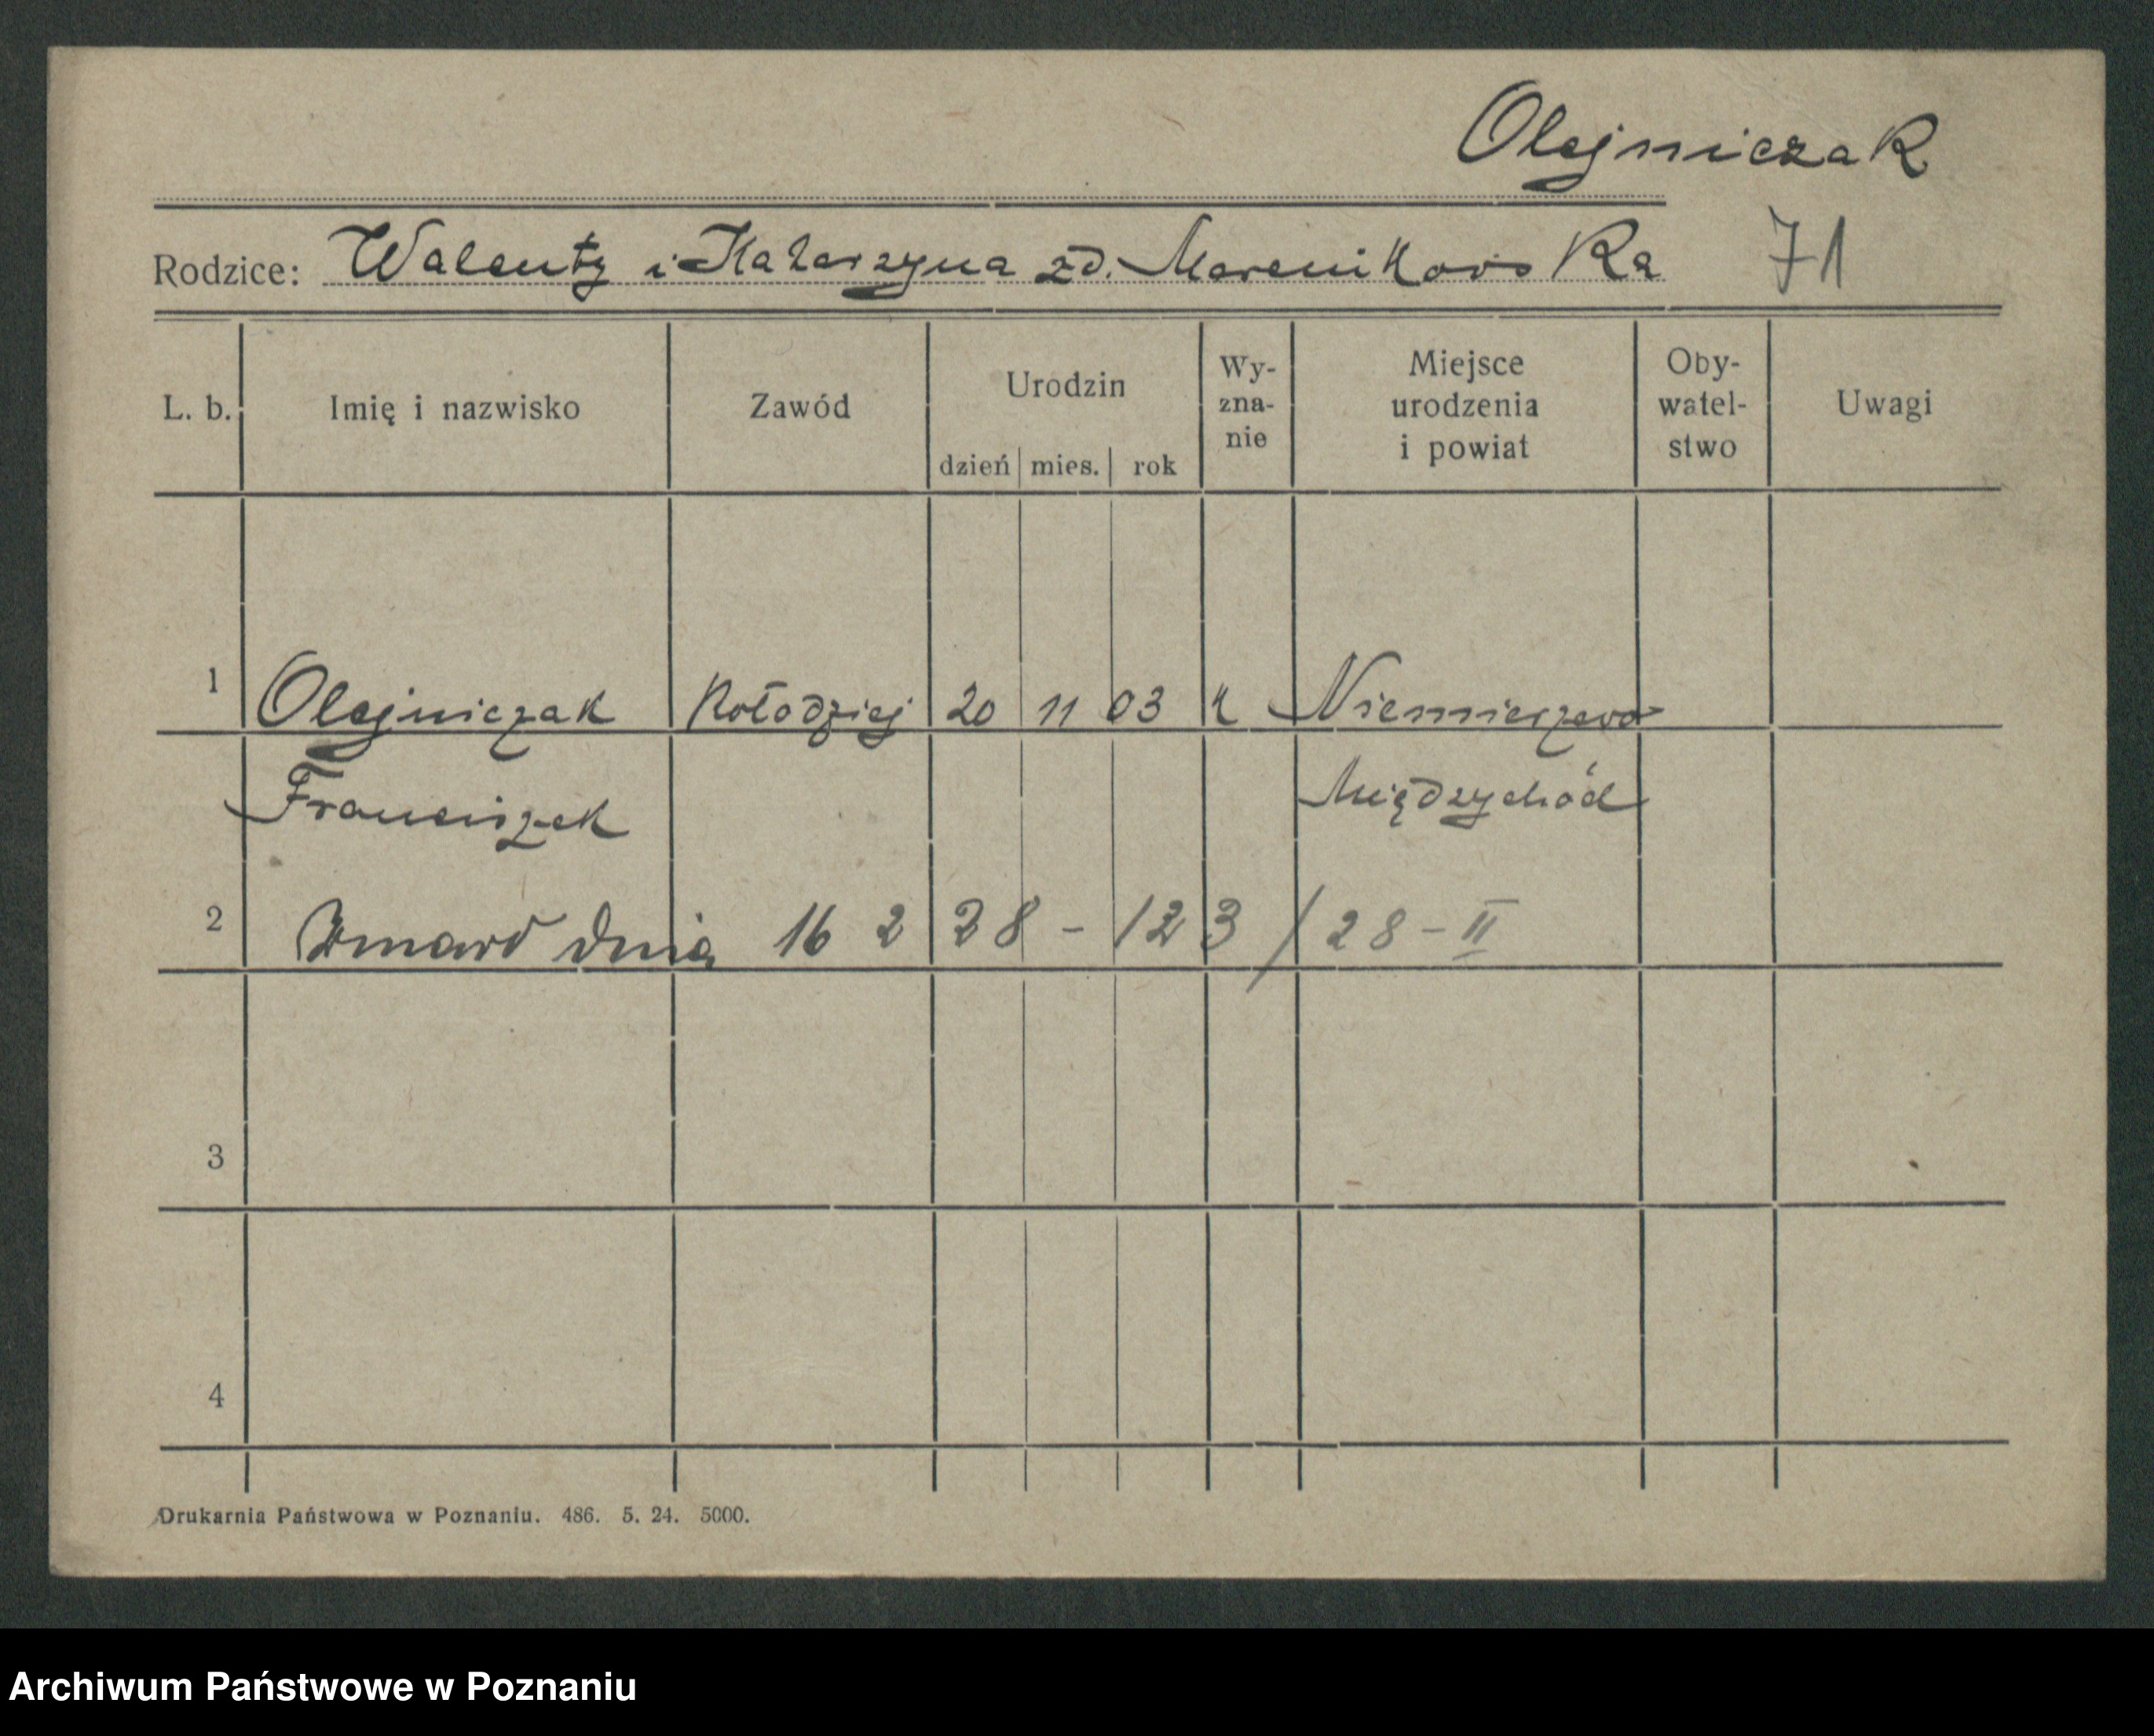 Olejniczak
Rodzice: Walenty i Katarzyna zd. Marcinkowska 71
L. b. Imię i nazwisko Zawód Urodzin dzień mies. rok Wy-zna-nie Miejsce urodzenia i powiat Oby-watel-stwo Uwagi
1 Olejniczak Kołodziej 20 11 03 k Niemierzewo
Franciszek Międzychód
2 Zmarł dnia 16 2 28 - 123/28-II
3
4
Drukarnia Państwowa w Poznaniu. 486. 5. 24. 5000.
Archiwum Państwowe w Poznaniu